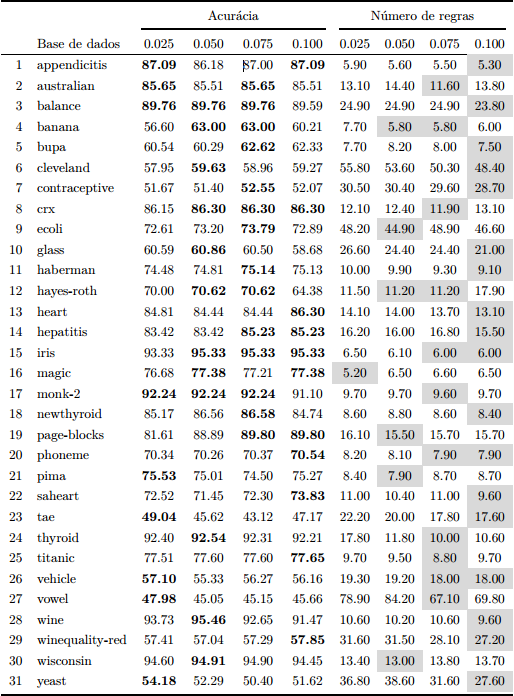 Acurácia Número de regras
Base de dados 0.025 0.050 0.075 0.100 0.025 0.050 0.075 0.100
1 appendicitis 87.09 86.18 87.00 87.09 5.90 5.60 5.50 5.30
2 australian 85.65 85.51 85.65 85.51 13.10 14.40 11.60 13.80
3 balance 89.76 89.76 89.76 89.59 24.90 24.90 24.90 23.80
4 banana 56.60 63.00 63.00 60.21 7.70 5.80 5.80 6.00
5 bupa 60.54 60.29 62.62 62.33 7.70 8.20 8.00 7.50
6 cleveland 57.95 59.63 58.96 59.27 55.80 53.60 50.30 48.40
7 contraceptive 51.67 51.40 52.55 52.07 30.50 30.40 29.60 28.70
8 crx 86.15 86.30 86.30 86.30 12.10 12.40 11.90 13.10
9 ecoli 72.61 73.20 73.79 72.89 48.20 44.90 48.90 46.60
10 glass 60.59 60.86 60.50 58.68 26.60 24.40 24.40 21.00
11 haberman 74.48 74.81 75.14 75.13 10.00 9.90 9.30 9.10
12 hayes-roth 70.00 70.62 70.62 64.38 11.50 11.20 11.20 17.90
13 heart 84.81 84.44 84.44 86.30 14.10 14.00 13.70 13.10
14 hepatitis 83.42 83.42 85.23 85.23 16.20 16.00 16.80 15.50
15 iris 93.33 95.33 95.33 95.33 6.50 6.10 6.00 6.00
16 magic 76.68 77.38 77.21 77.38 5.20 6.50 6.60 6.50
17 monk-2 92.24 92.24 92.24 91.10 9.70 9.70 9.60 9.70
18 newthyroid 85.17 86.56 86.58 84.74 8.60 8.80 8.60 8.40
19 page-blocks 81.61 88.89 89.80 89.80 16.10 15.50 15.70 15.70
20 phoneme 70.34 70.26 70.37 70.54 8.20 8.10 7.90 7.90
21 pima 75.53 75.01 74.50 75.27 8.40 7.90 8.70 8.70
22 saheart 72.52 71.45 72.30 73.83 11.00 10.40 11.00 9.60
23 tae 49.04 45.62 43.12 47.17 22.20 20.00 17.80 17.60
24 thyroid 92.40 92.54 92.31 92.21 17.80 11.80 10.00 10.60
25 titanic 77.51 77.60 77.60 77.65 9.70 9.50 8.80 9.70
26 vehicle 57.10 55.33 56.27 56.16 19.30 19.20 18.00 18.00
27 vowel 47.98 45.05 45.15 45.66 78.90 84.20 67.10 69.80
28 wine 93.73 95.46 92.65 91.47 10.60 10.20 10.60 9.60
29 winequality-red 57.41 57.04 57.29 57.85 31.60 31.50 28.10 27.20
30 wisconsin 94.60 94.91 94.90 94.45 13.40 13.00 13.80 13.70
31 yeast 54.18 52.29 50.40 51.62 36.80 38.60 31.60 27.60